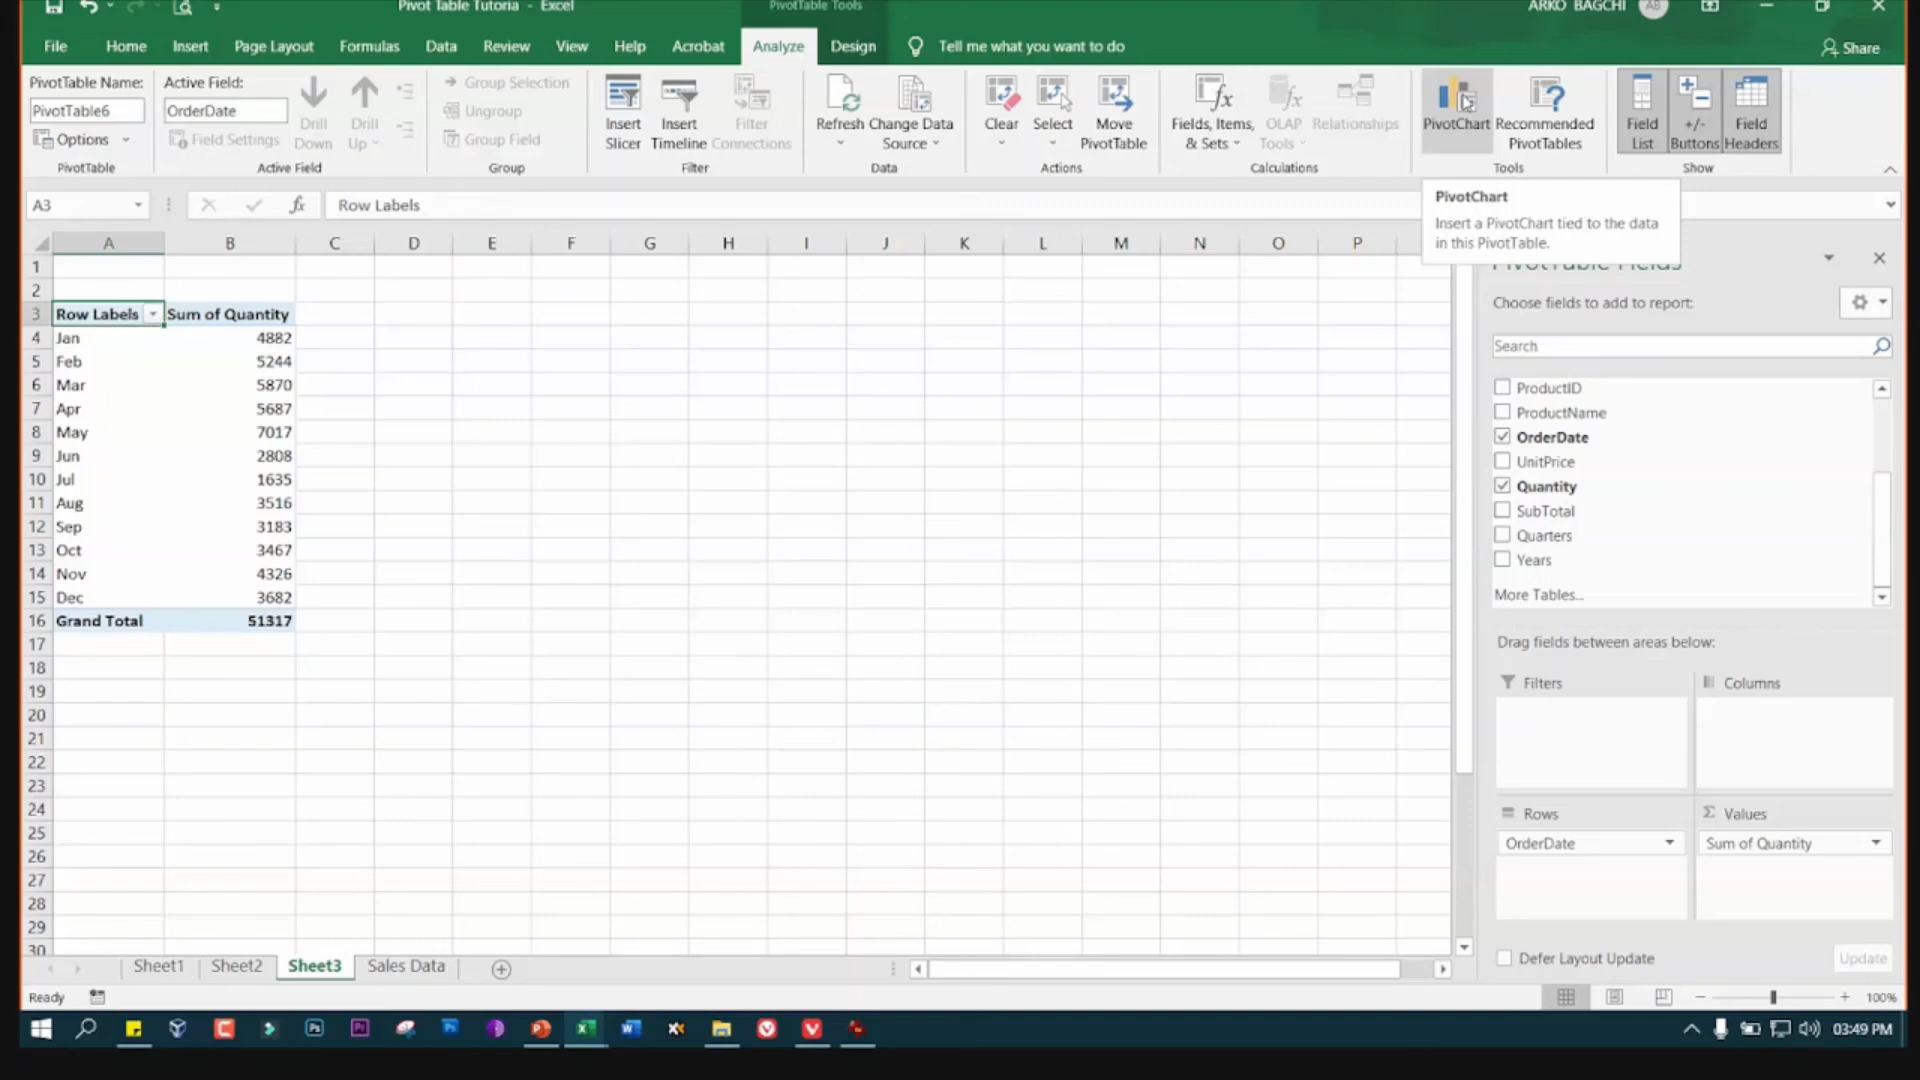 Pivot Table Tutoria - Excel
PivotTable Tools
ARKO BAGCHI AB
File Home Insert Page Layout Formulas Data Review View Help Acrobat Analyze Design Tell me what you want to do Share
PivotTable Name:
PivotTable6
Options
PivotTable
Active Field:
OrderDate
Field Settings
Drill Down
Drill Up
Active Field
Group Selection
Ungroup
Group Field
Group
Insert Slicer
Insert Timeline
Filter Connections
Filter
Refresh
Change Data Source
Data
Clear
Select
Move PivotTable
Actions
Fields, Items, & Sets
OLAP Tools
Relationships
Calculations
PivotChart
Recommended PivotTables
Tools
Field List
+/- Buttons
Field Headers
Show
A3 fx Row Labels
PivotChart
Insert a PivotChart tied to the data
in this PivotTable.
A B C D E F G H I J K L M N O P
1
2
3 Row Labels Sum of Quantity
4 Jan 4882
5 Feb 5244
6 Mar 5870
7 Apr 5687
8 May 7017
9 Jun 2808
10 Jul 1635
11 Aug 3516
12 Sep 3183
13 Oct 3467
14 Nov 4326
15 Dec 3682
16 Grand Total 51317
17
18
19
20
21
22
23
24
25
26
27
28
29
30
PivotTable Fields
Choose fields to add to report:
Search
ProductID
ProductName
OrderDate
UnitPrice
Quantity
SubTotal
Quarters
Years
More Tables...
Drag fields between areas below:
Filters
Columns
Rows
OrderDate
Σ Values
Sum of Quantity
Defer Layout Update Update
Sheet1 Sheet2 Sheet3 Sales Data
Ready 100%
03:49 PM